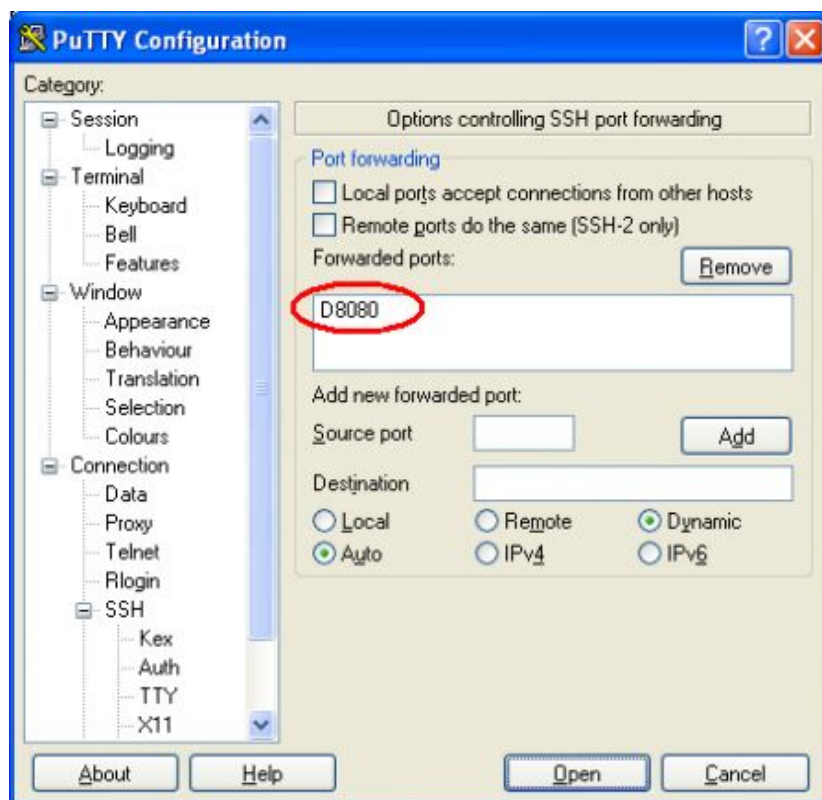 PuTTY Configuration
Category:
Session
Logging
Terminal
Keyboard
Bell
Features
Window
Appearance
Behaviour
Translation
Selection
Colours
Connection
Data
Proxy
Telnet
Rlogin
SSH
Kex
Auth
TTY
X11
Options controlling SSH port forwarding
Port forwarding
Local ports accept connections from other hosts
Remote ports do the same (SSH-2 only)
Forwarded ports: Remove
D8080
Add new forwarded port:
Source port Add
Destination
Local Remote Dynamic
Auto IPv4 IPv6
About Help Open Cancel